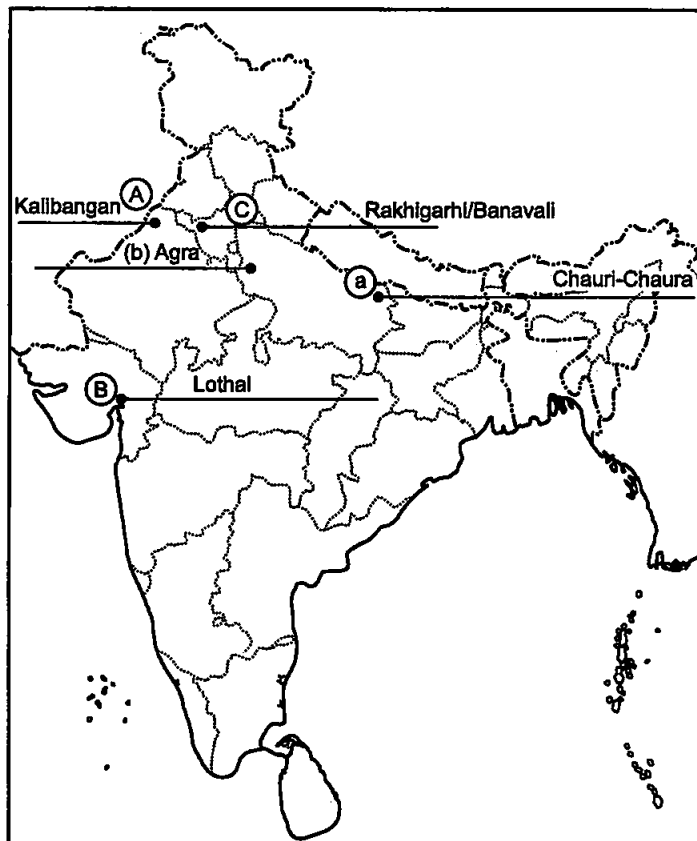 Kalibangan A
C Rakhigarhi/Banavali
(b) Agra
a Chauri-Chaura
B Lothal